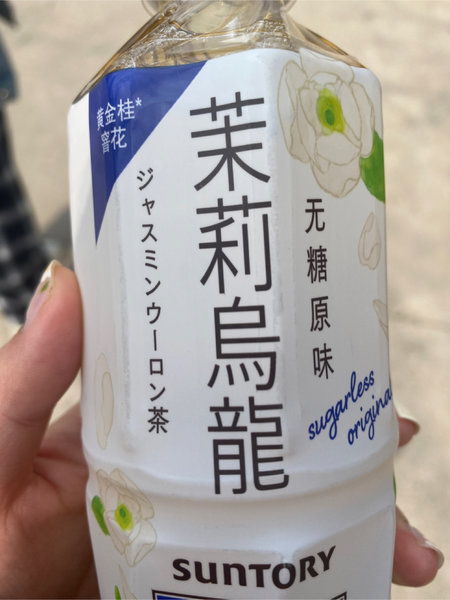 黃金桂*
窨花
ジャスミンウーロン茶
茉莉烏龍
无糖原味
sugarless
original
SUNTORY